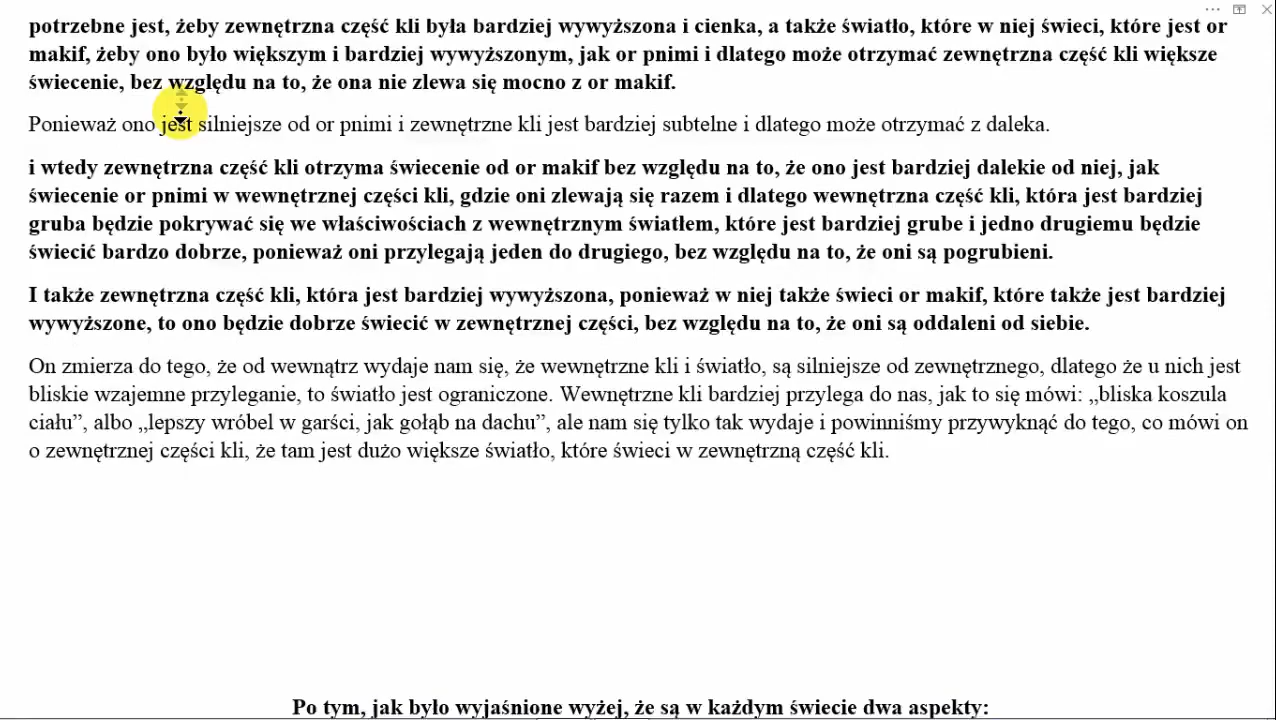 potrzebne jest, żeby zewnętrzna część kli była bardziej wywyższona i cienka, a także światło, które w niej świeci, które jest or
makif, żeby ono było większym i bardziej wywyższonym, jak or pnimi i dlatego może otrzymać zewnętrzna część kli większe
świecenie, bez względu na to, że ona nie zlewa się mocno z or makif.
Ponieważ ono jest silniejsze od or pnimi i zewnętrzne kli jest bardziej subtelne i dlatego może otrzymać z daleka.
i wtedy zewnętrzna część kli otrzyma świecenie od or makif bez względu na to, że ono jest bardziej dalekie od niej, jak
świecenie or pnimi w wewnętrznej części kli, gdzie oni zlewają się razem i dlatego wewnętrzna część kli, która jest bardziej
gruba będzie pokrywać się we właściwościach z wewnętrznym światłem, które jest bardziej grube i jedno drugiemu będzie
świecić bardzo dobrze, ponieważ oni przylegają jeden do drugiego, bez względu na to, że oni są pogrubieni.
I także zewnętrzna część kli, która jest bardziej wywyższona, ponieważ w niej także świeci or makif, które także jest bardziej
wywyższone, to ono będzie dobrze świecić w zewnętrznej części, bez względu na to, że oni są oddaleni od siebie.
On zmierza do tego, że od wewnątrz wydaje nam się, że wewnętrzne kli i światło, są silniejsze od zewnętrznego, dlatego że u nich jest
bliskie wzajemne przyleganie, to światło jest ograniczone. Wewnętrzne kli bardziej przylega do nas, jak to się mówi: „bliska koszula
ciału”, albo „lepszy wróbel w garści, jak gołąb na dachu”, ale nam się tylko tak wydaje i powinniśmy przywyknąć do tego, co mówi on
o zewnętrznej części kli, że tam jest dużo większe światło, które świeci w zewnętrzną część kli.
Po tym, jak było wyjaśnione wyżej, że są w każdym świecie dwa aspekty: